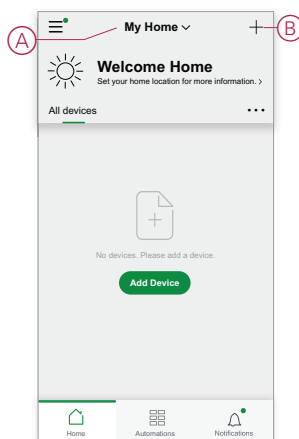 A
My Home
B
Welcome Home
Set your home location for more information. >
All devices
No devices. Please add a device.
Add Device
Home
Automations
Notifications